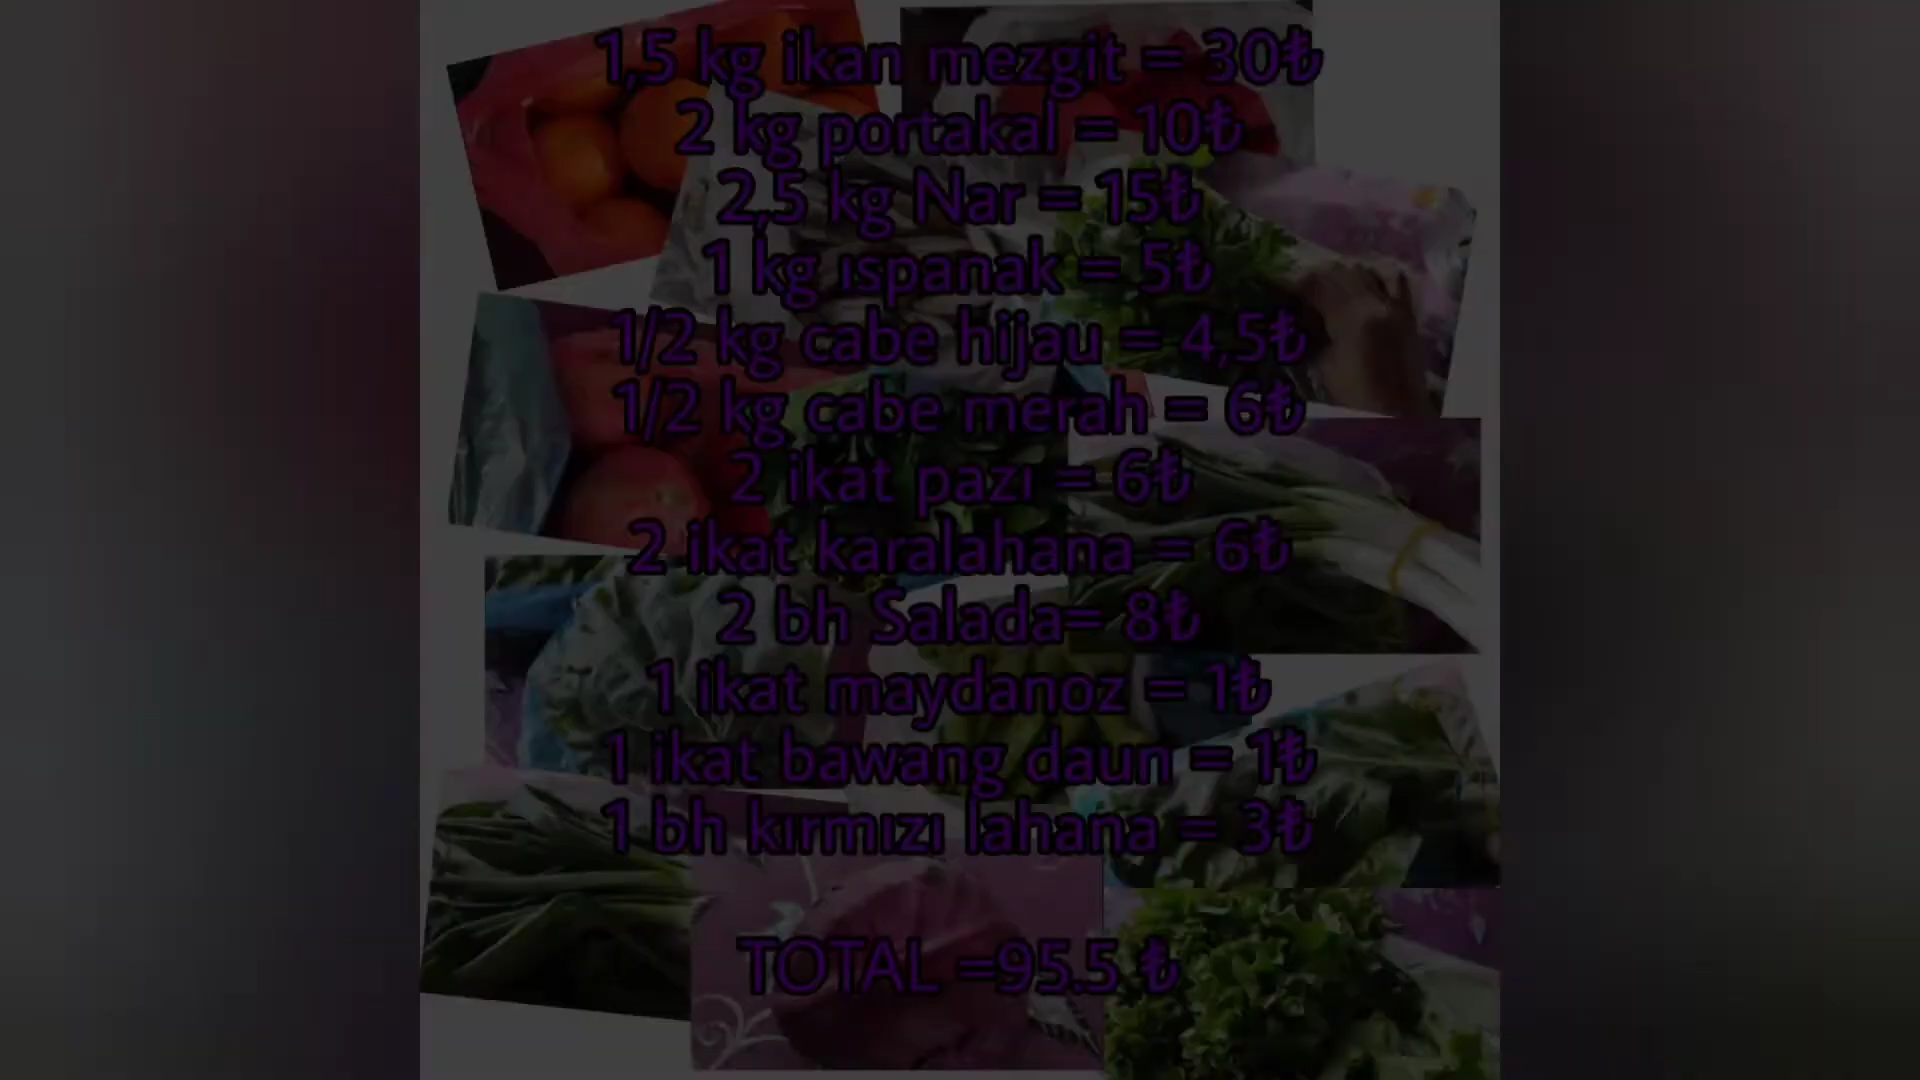 1,5 kg ikan mezgit = 30₺
2 kg portakal = 10₺
2,5 kg Nar = 15₺
1 kg ıspanak = 5₺
1/2 kg cabe hijau = 4,5₺
1/2 kg cabe merah = 6₺
2 ikat pazı = 6₺
2 ikat karalahana = 6₺
2 bh Salada= 8₺
1 ikat maydanoz = 1₺
1 ikat bawang daun = 1₺
1 bh kırmızı lahana = 3₺
TOTAL =95.5 ₺